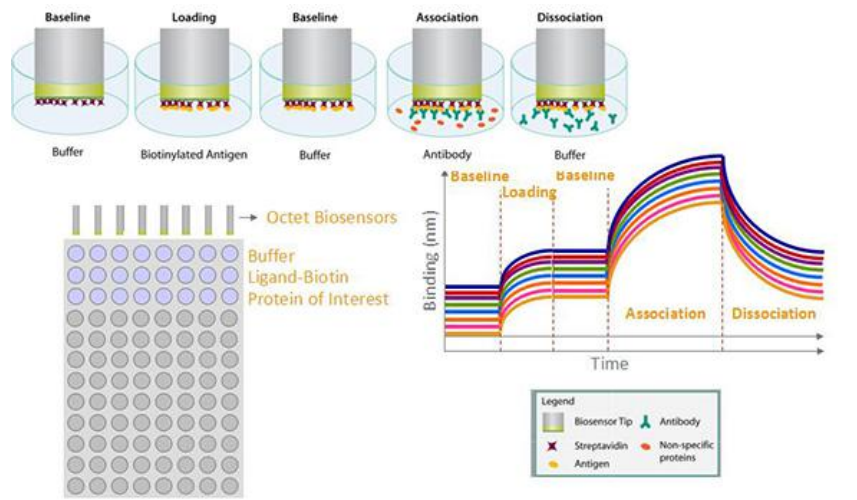 Baseline
Loading
Baseline
Association
Dissociation
Buffer
Biotinylated Antigen
Buffer
Antibody
Buffer
Octet Biosensors
Buffer
Ligand-Biotin
Protein of Interest
Baseline
Loading
Baseline
Binding (nm)
Association
Dissociation
Time
Legend
Biosensor Tip
Antibody
Streptavidin
Non-specific
proteins
Antigen